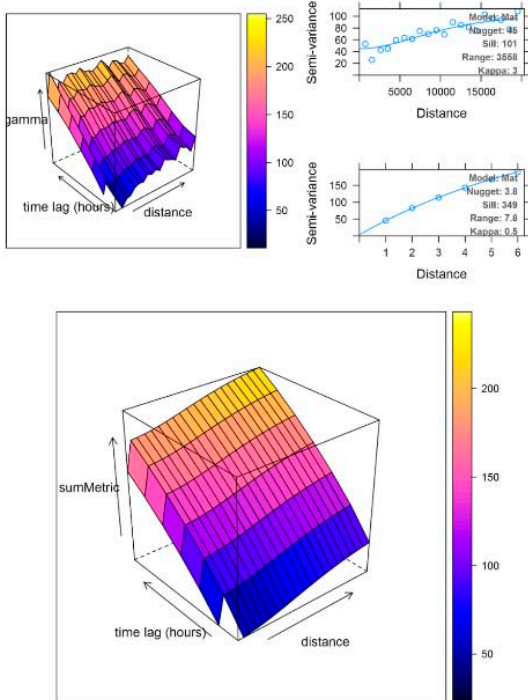 250
200
150
100
50
gamma
time lag (hours)
distance
Semi-variance
100
80
60
40
20
Model: Mat
Nugget: 45
Sill: 101
Range: 3558
Kappa: 3
5000 10000 15000
Distance
Semi-variance
150
100
50
Model: Mat
Nugget: 3.8
Sill: 349
Range: 7.8
Kappa: 0.5
1 2 3 4 5 6
Distance
sumMetric
time lag (hours)
distance
200
150
100
50